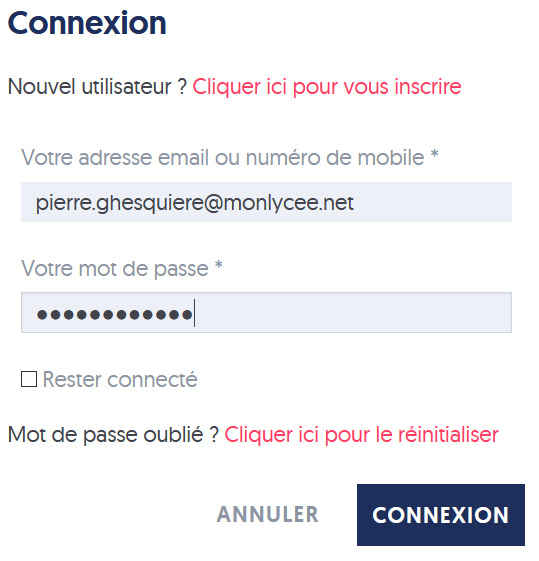 Connexion
Nouvel utilisateur ? Cliquer ici pour vous inscrire
Votre adresse email ou numéro de mobile *
pierre.ghesquiere@monlycee.net
Votre mot de passe *
●●●●●●●●●●●●
Rester connecté
Mot de passe oublié ? Cliquer ici pour le réinitialiser
ANNULER CONNEXION